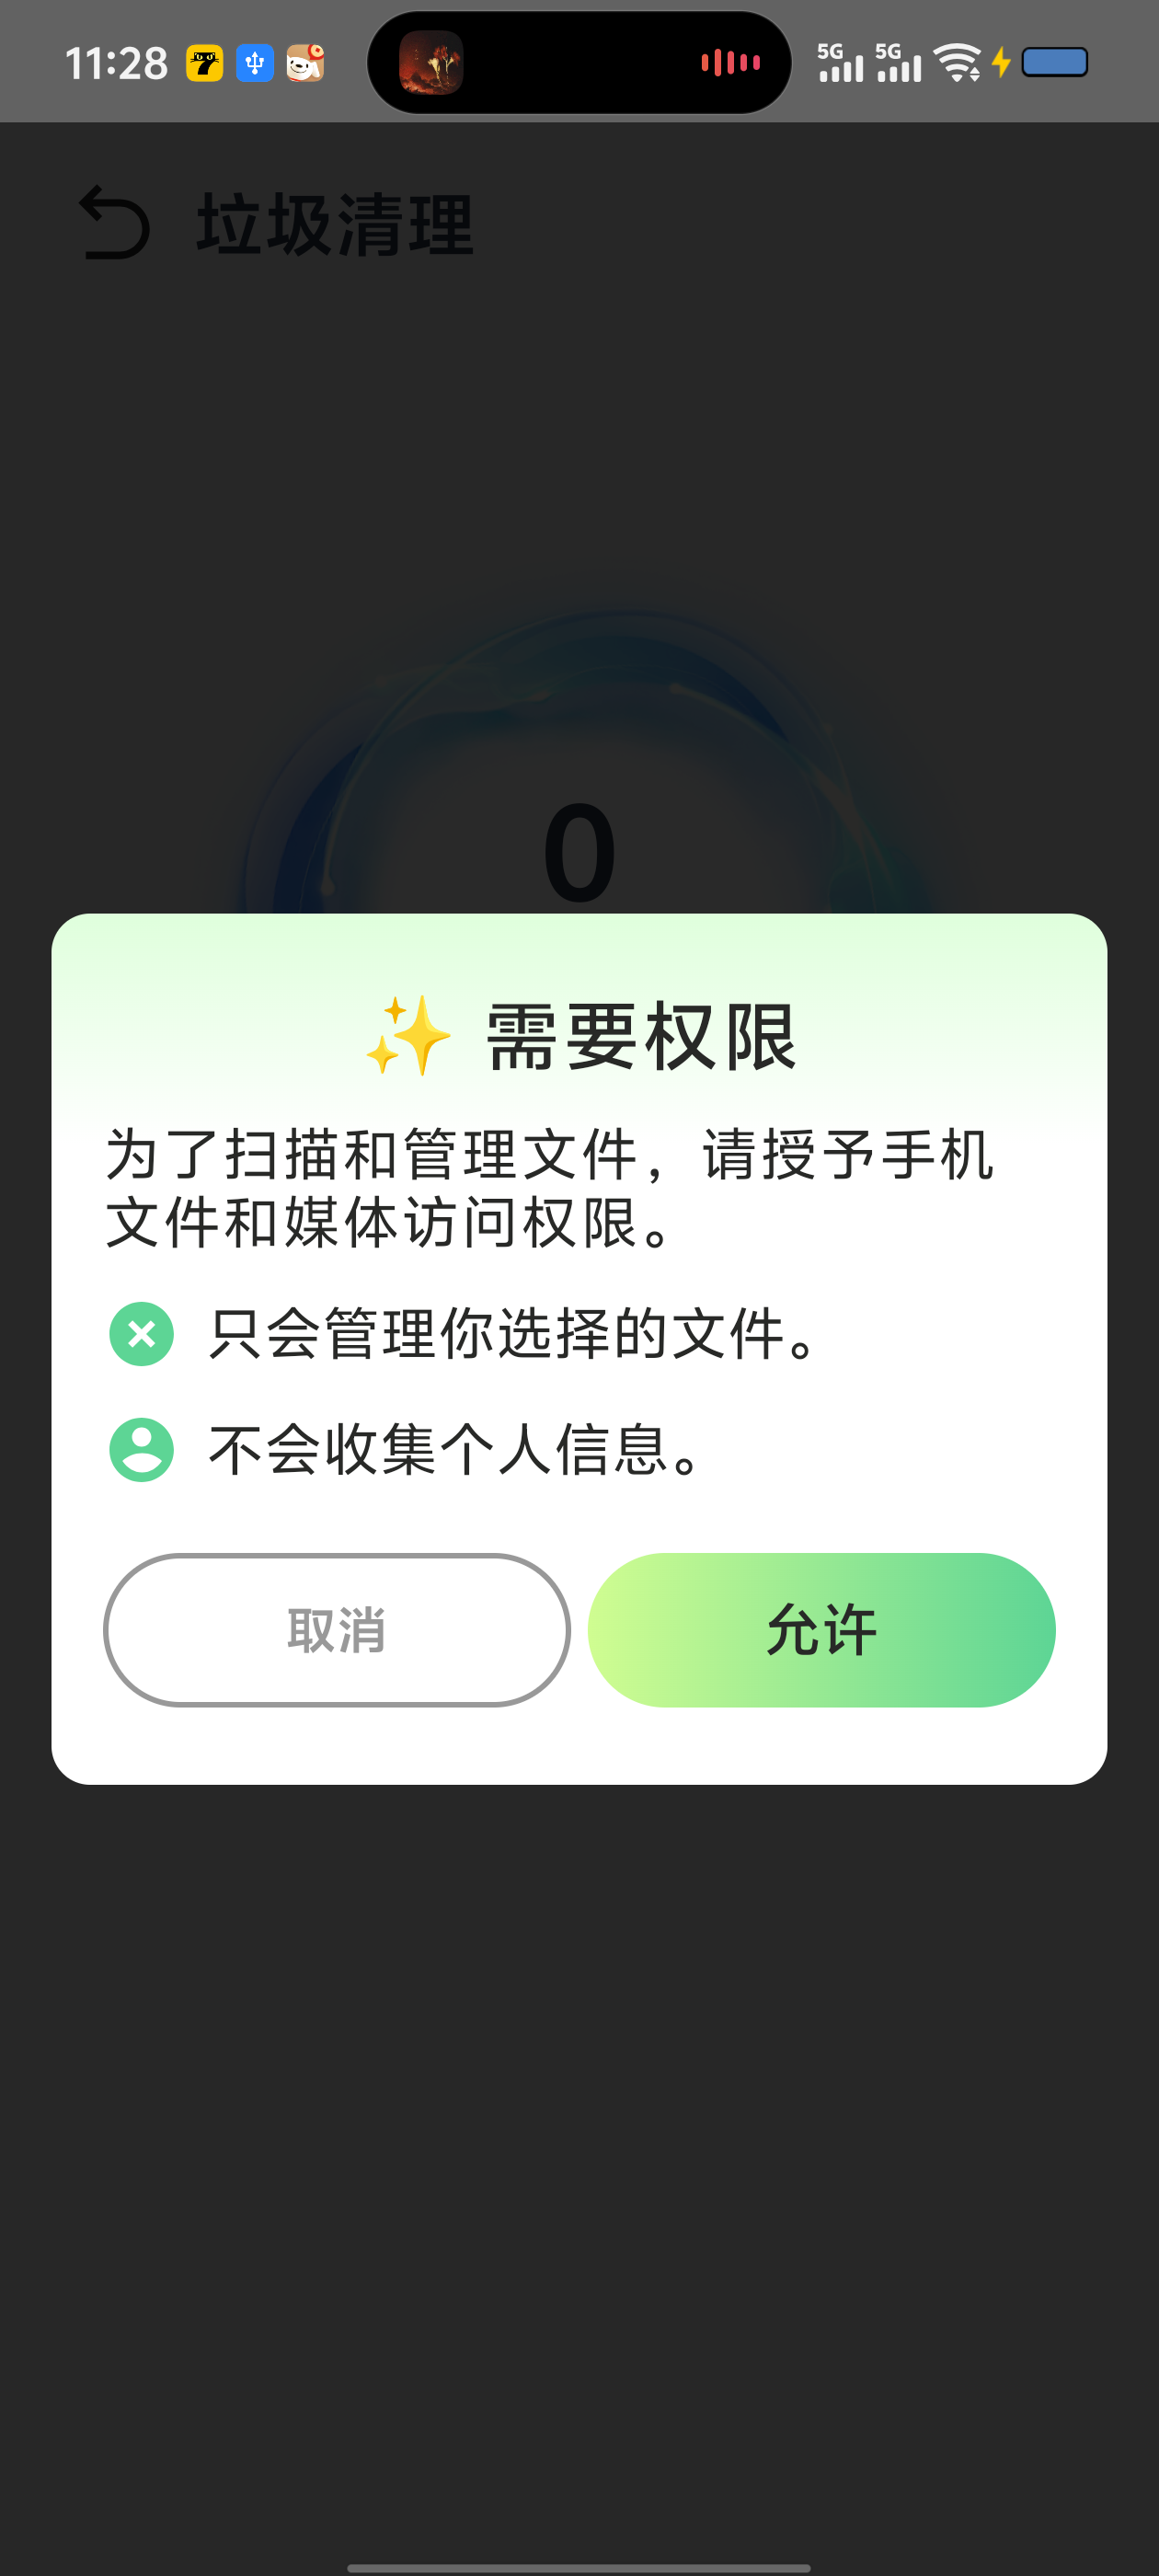 11:28
5G 5G
垃圾清理
0
✨ 需要权限
为了扫描和管理文件，请授予手机
文件和媒体访问权限。
只会管理你选择的文件。
不会收集个人信息。
取消
允许